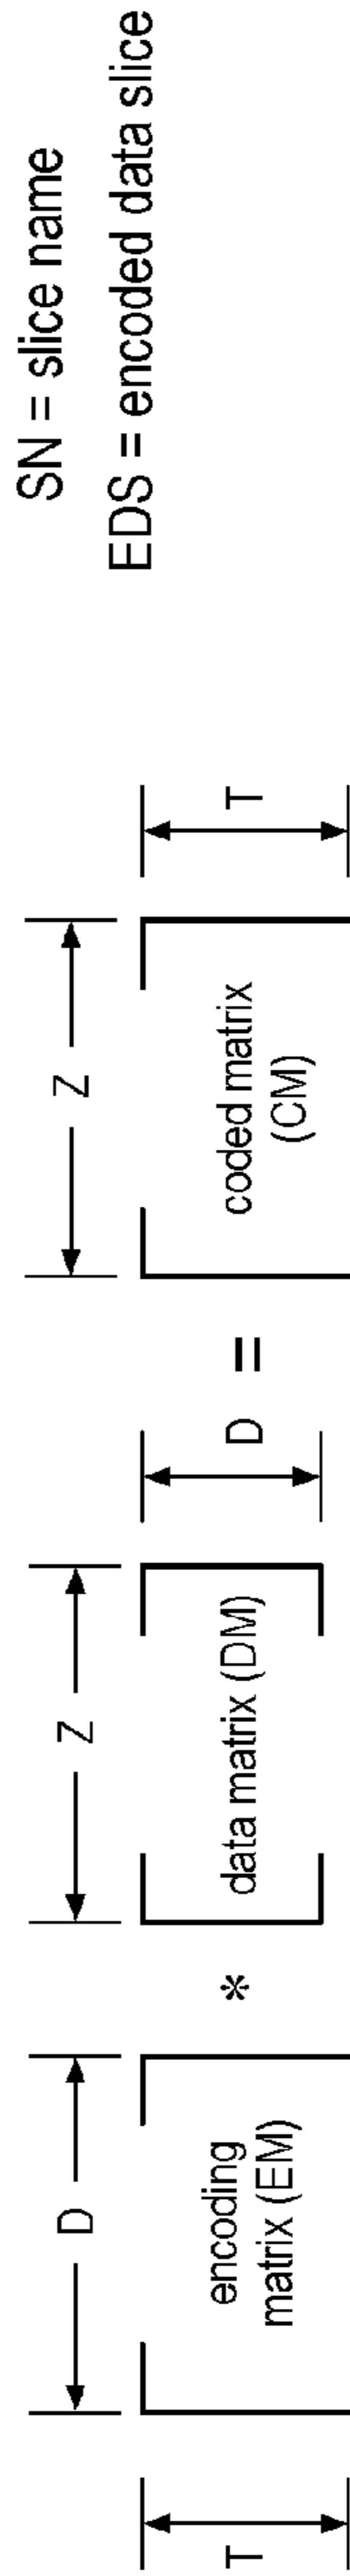 T
D
encoding
matrix (EM)
*
Z
data matrix (DM)
D
=
Z
coded matrix
(CM)
T
SN = slice name
EDS = encoded data slice